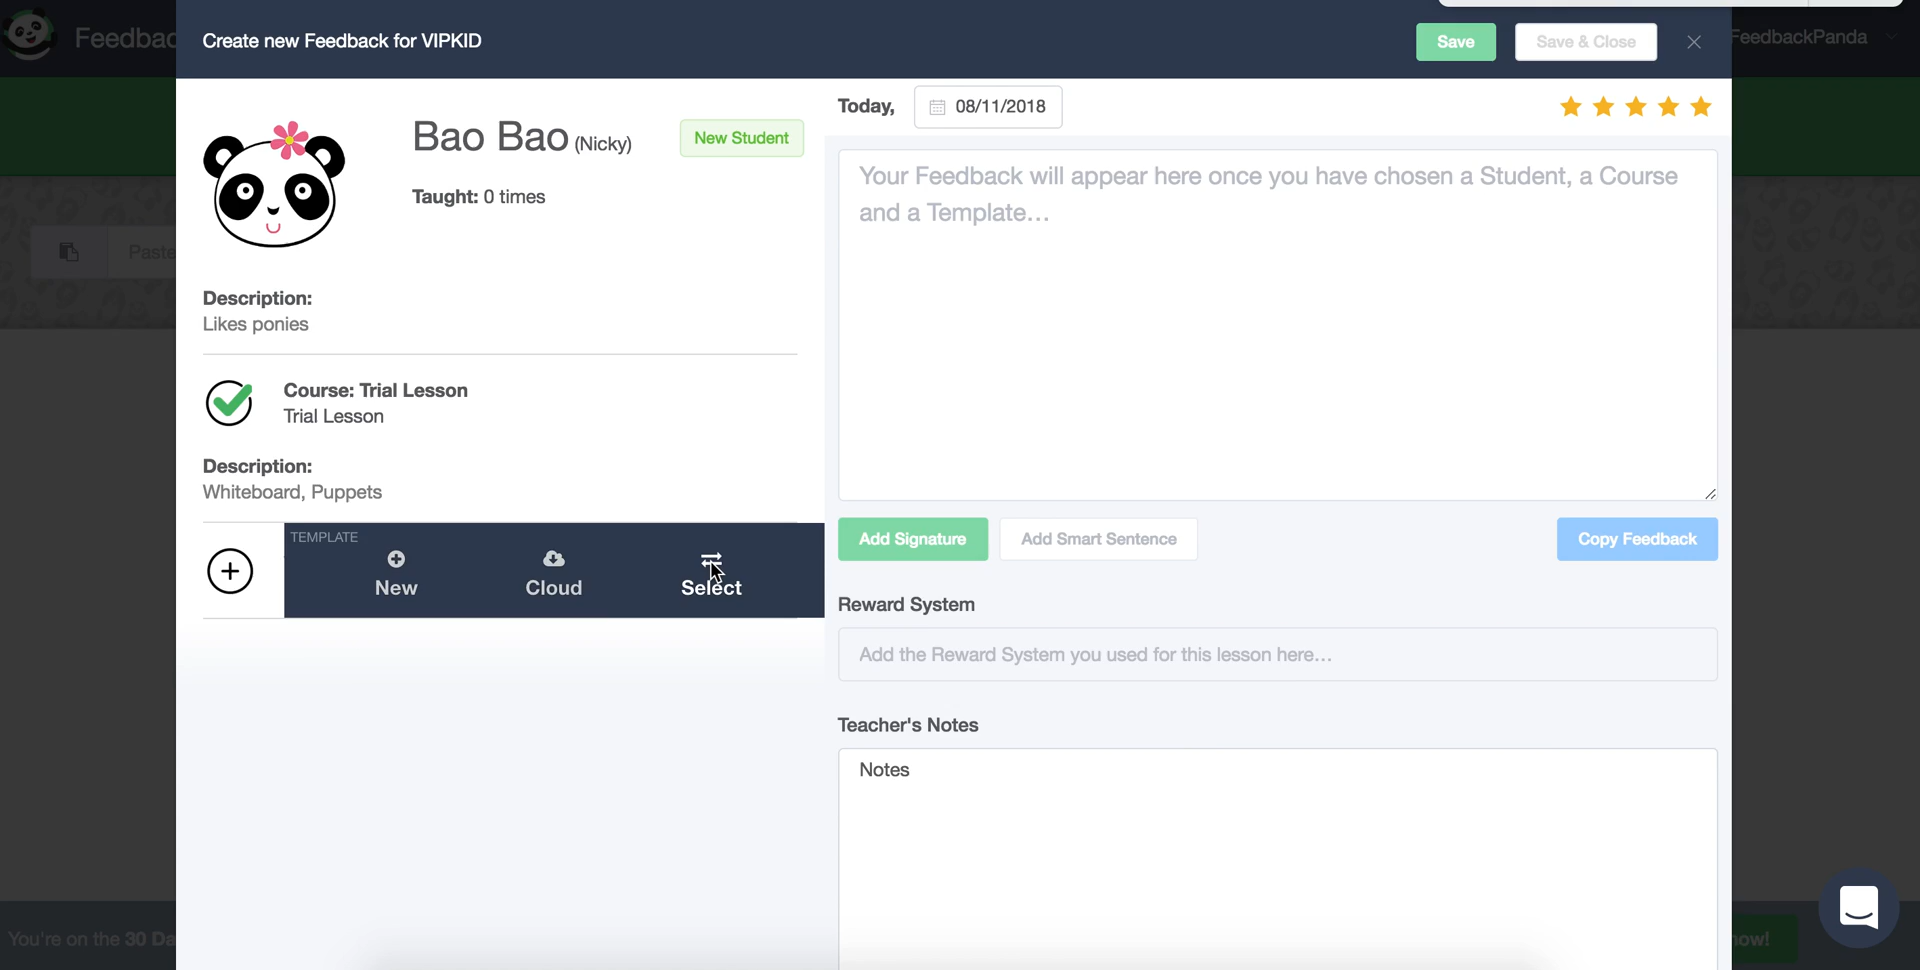 Feedbac
Create new Feedback for VIPKID
Save
Save & Close
FeedbackPanda
Bao Bao (Nicky)
New Student
Taught: 0 times
Today,
08/11/2018
Your Feedback will appear here once you have chosen a Student, a Course
and a Template...
Paste
Description:
Likes ponies
Course: Trial Lesson
Trial Lesson
Description:
Whiteboard, Puppets
TEMPLATE
New
Cloud
Select
Add Signature
Add Smart Sentence
Copy Feedback
Reward System
Add the Reward System you used for this lesson here...
Teacher's Notes
Notes
You're on the 30 Da
now!